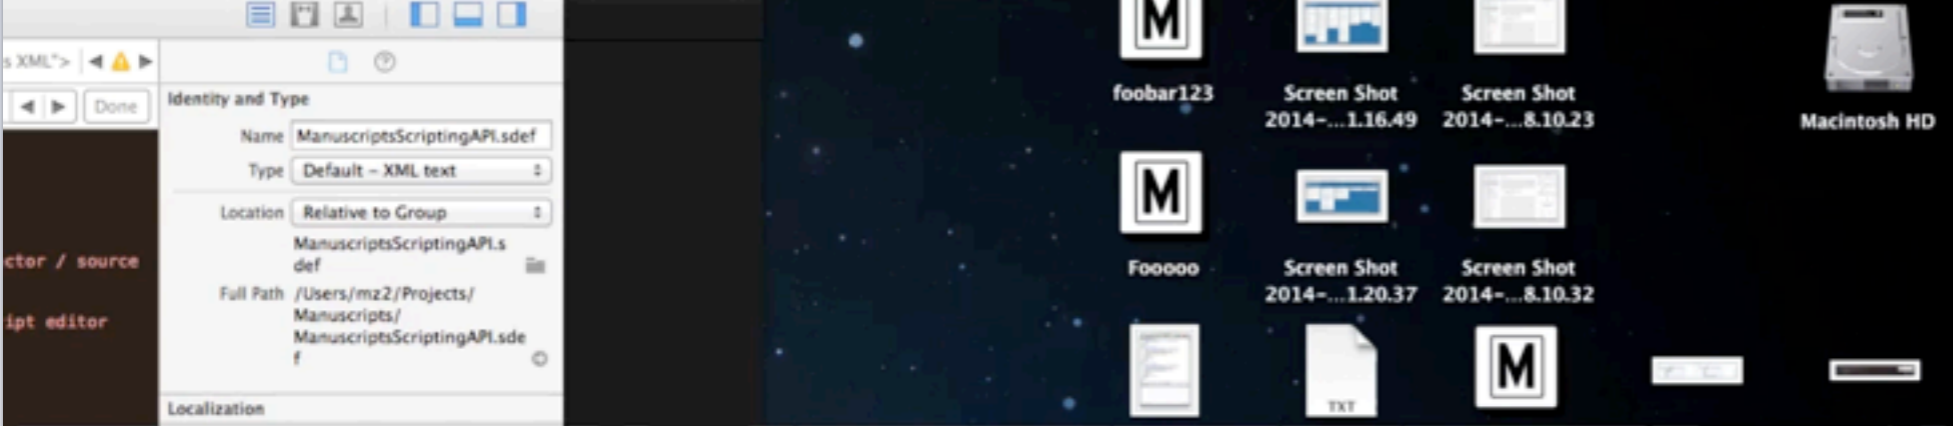 s XML">
Done
Identity and Type
Name ManuscriptsScriptingAPI.sdef
Type Default - XML text
Location Relative to Group
ManuscriptsScriptingAPI.s
def
Full Path /Users/mz2/Projects/
Manuscripts/
ManuscriptsScriptingAPI.sde
f
Localization
ctor / source
ipt editor
M
foobar123
Screen Shot
2014-...1.16.49
Screen Shot
2014-...8.10.23
Macintosh HD
M
Fooooo
Screen Shot
2014-...1.20.37
Screen Shot
2014-...8.10.32
TXT
M